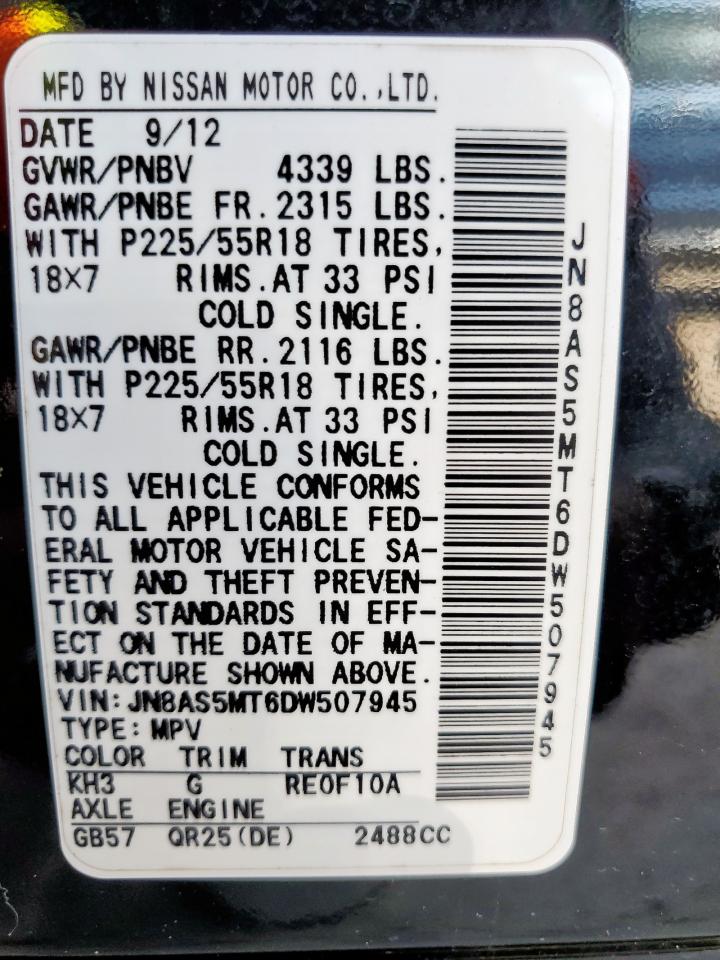 MFD BY NISSAN MOTOR CO.,LTD.
DATE 9/12
GVWR/PNBV 4339 LBS.
GAWR/PNBE FR.2315 LBS.
WITH P225/55R18 TIRES,
18×7 RIMS.AT 33 PSI
COLD SINGLE.
GAWR/PNBE RR.2116 LBS.
WITH P225/55R18 TIRES,
18×7 RIMS.AT 33 PSI
COLD SINGLE.
THIS VEHICLE CONFORMS
TO ALL APPLICABLE FED-
ERAL MOTOR VEHICLE SA-
FETY AND THEFT PREVEN-
TION STANDARDS IN EFF-
ECT ON THE DATE OF MA-
NUFACTURE SHOWN ABOVE.
VIN:JN8AS5MT6DW507945
TYPE:MPV
COLOR TRIM TRANS
KH3 G RE0F10A
AXLE ENGINE
GB57 QR25(DE) 2488CC
JN8AS5MT6DW507945